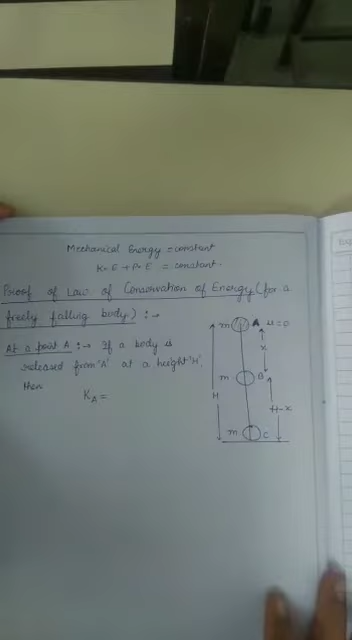 Mechanical Energy = constant
K.E + P.E = constant.
Proof of Law of Conservation of Energy (for a
freely falling body) :→
At a point A :→ If a body is
released from 'A' at a height 'H'.
then
K_A =
m A u=0
x
m B
H
H-x
m C